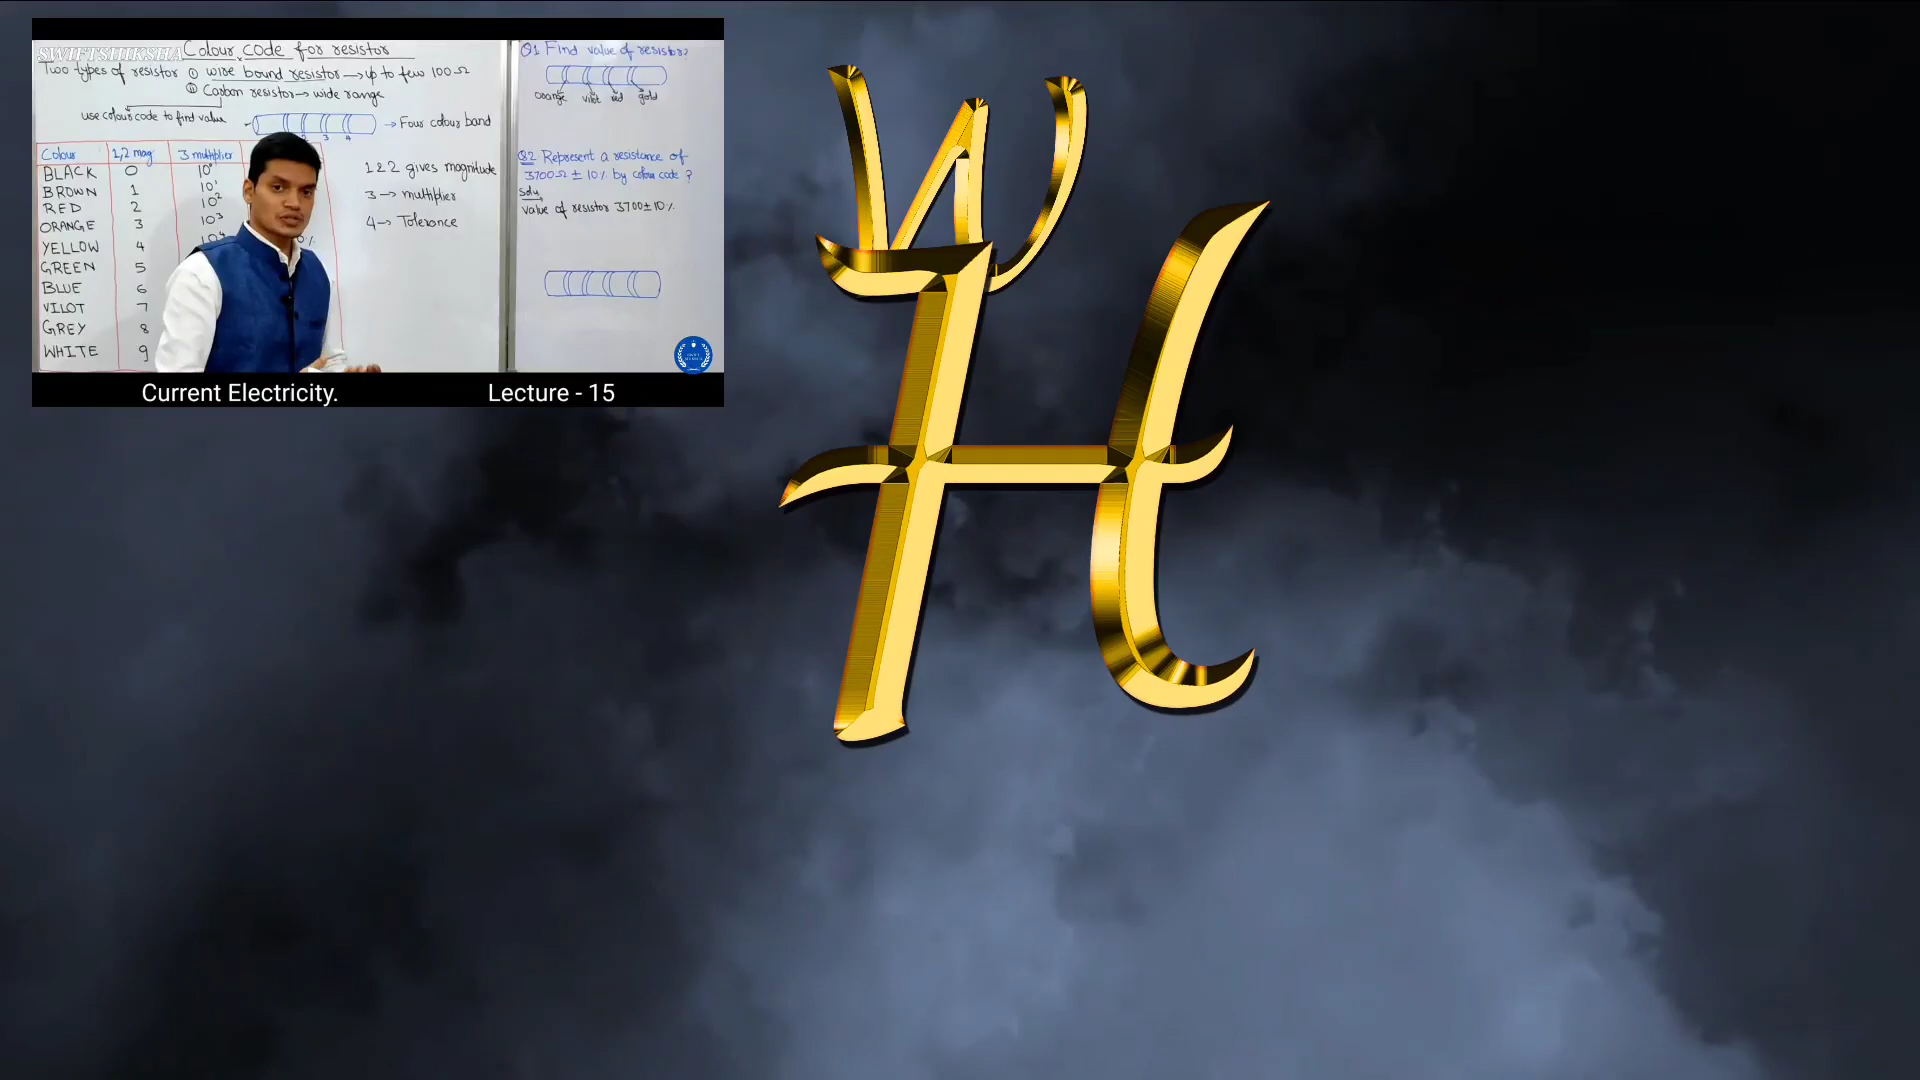 SWIFTSHIKSHA
Colour code for resistor
Two types of resistor ① wire bound resistor → up to few 100 Ω
② Carbon resistor → wide range
use colour code to find value
→ Four colour band
2 3 4
Colour 1,2 mag 3 multiplier
BLACK 0 10⁰
BROWN 1 10¹
RED 2 10²
ORANGE 3 10³
YELLOW 4 10⁴
GREEN 5
BLUE 6
VILOT 7
GREY 8
WHITE 9
1 & 2 gives magnitude
3 → multiplier
4 → Tolerance
Q1 Find value of resistor?
orange vilot red gold
Q2 Represent a resistance of
3700Ω ± 10% by colour code ?
Soln
value of resistor 3700±10%
Current Electricity. Lecture - 15
W
H